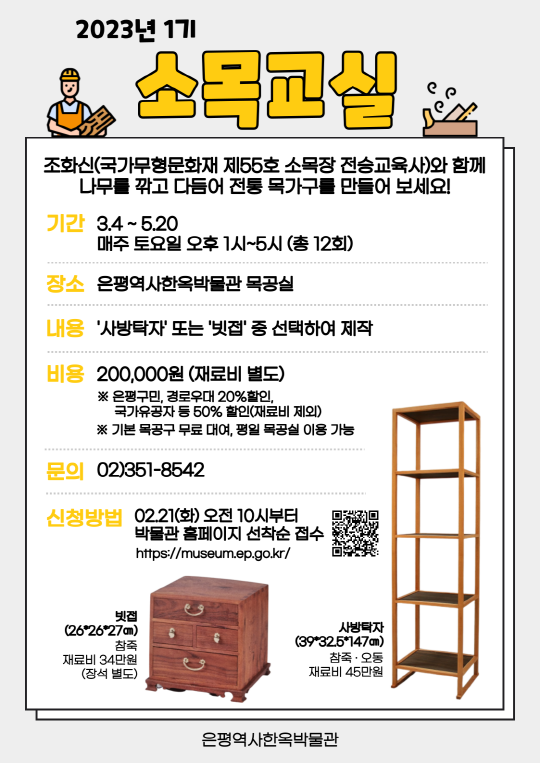 2023년 1기
소목교실
조화신(국가무형문화재 제55호 소목장 전승교육사)와 함께
나무를 깎고 다듬어 전통 목가구를 만들어 보세요!
기간 3.4 ~ 5.20
매주 토요일 오후 1시~5시 (총 12회)
장소 은평역사한옥박물관 목공실
내용 '사방탁자' 또는 '빗접' 중 선택하여 제작
비용 200,000원 (재료비 별도)
※ 은평구민, 경로우대 20%할인,
국가유공자 등 50% 할인(재료비 제외)
※ 기본 목공구 무료 대여, 평일 목공실 이용 가능
문의 02)351-8542
신청방법 02.21(화) 오전 10시부터
박물관 홈페이지 선착순 접수
https://museum.ep.go.kr/
빗접
(26*26*27㎝)
참죽
재료비 34만원
(장석 별도)
사방탁자
(39*32.5*147㎝)
참죽 · 오동
재료비 45만원
은평역사한옥박물관